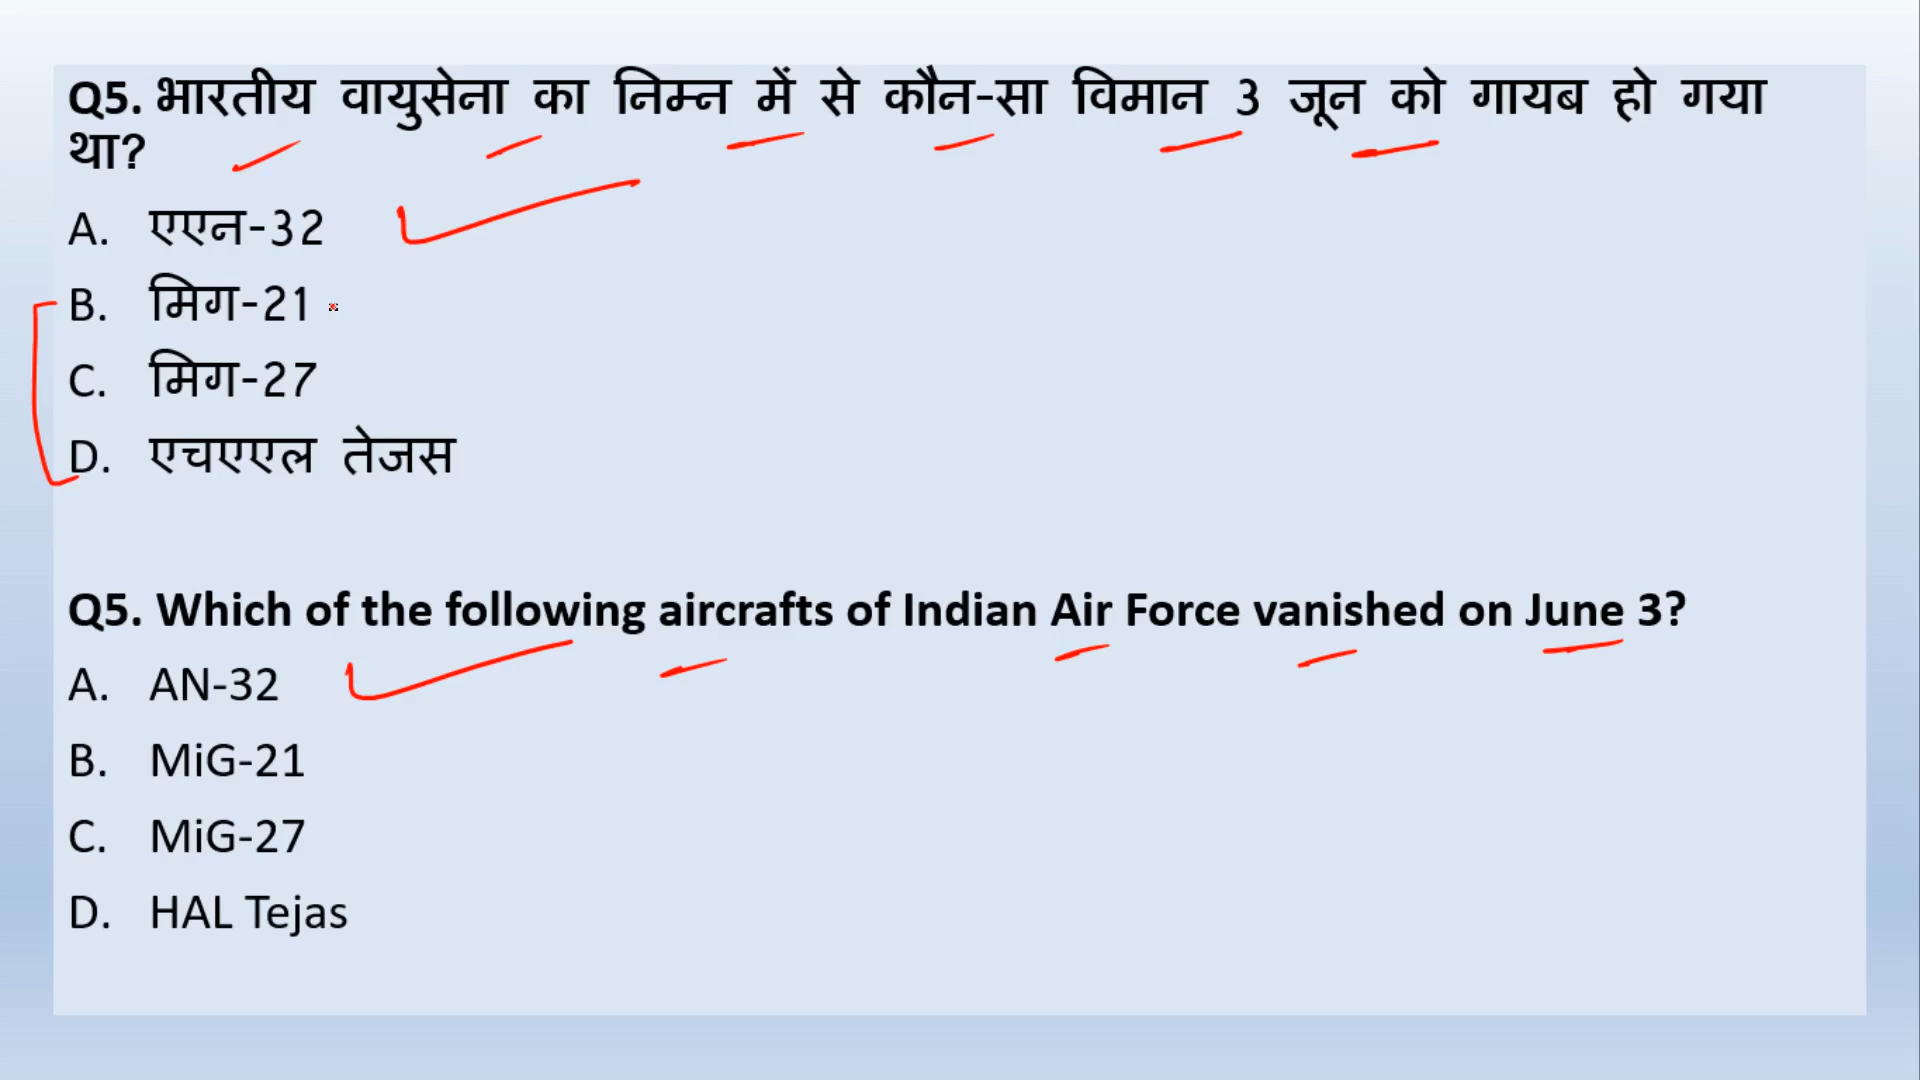 Q5. भारतीय वायुसेना का निम्न में से कौन-सा विमान 3 जून को गायब हो गया
था?
A. एएन-32
B. मिग-21
C. मिग-27
D. एचएएल तेजस
Q5. Which of the following aircrafts of Indian Air Force vanished on June 3?
A. AN-32
B. MiG-21
C. MiG-27
D. HAL Tejas